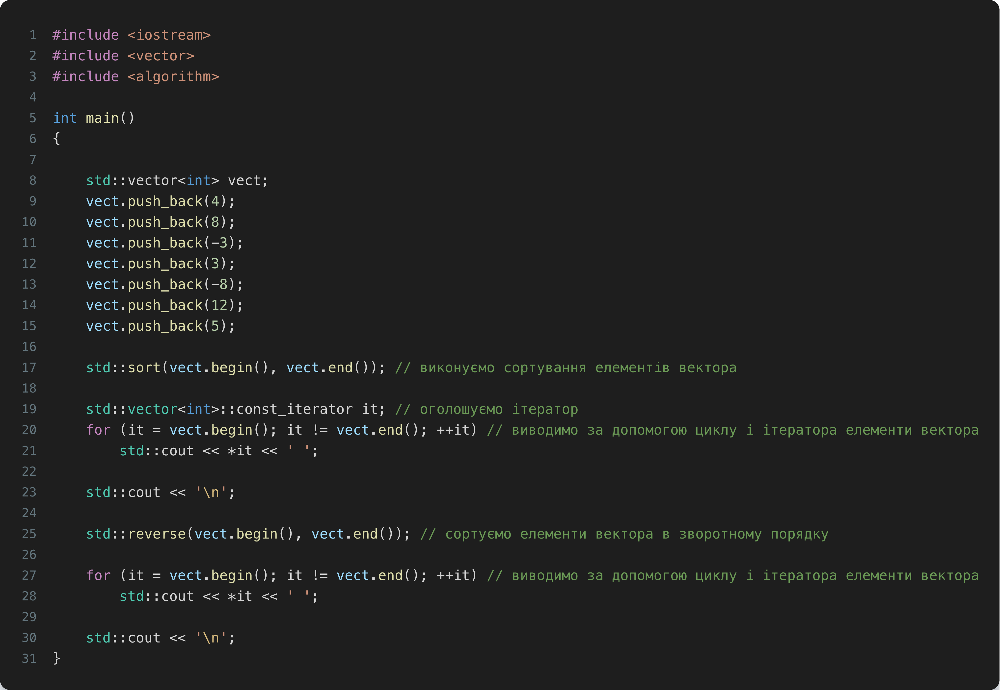 1 #include <iostream>
2 #include <vector>
3 #include <algorithm>
4
5 int main()
6 {
7
8     std::vector<int> vect;
9     vect.push_back(4);
10     vect.push_back(8);
11     vect.push_back(-3);
12     vect.push_back(3);
13     vect.push_back(-8);
14     vect.push_back(12);
15     vect.push_back(5);
16
17     std::sort(vect.begin(), vect.end()); // виконуємо сортування елементів вектора
18
19     std::vector<int>::const_iterator it; // оголошуємо ітератор
20     for (it = vect.begin(); it != vect.end(); ++it) // виводимо за допомогою циклу і ітератора елементи вектора
21         std::cout << *it << ' ';
22
23     std::cout << '\n';
24
25     std::reverse(vect.begin(), vect.end()); // сортуємо елементи вектора в зворотному порядку
26
27     for (it = vect.begin(); it != vect.end(); ++it) // виводимо за допомогою циклу і ітератора елементи вектора
28         std::cout << *it << ' ';
29
30     std::cout << '\n';
31 }